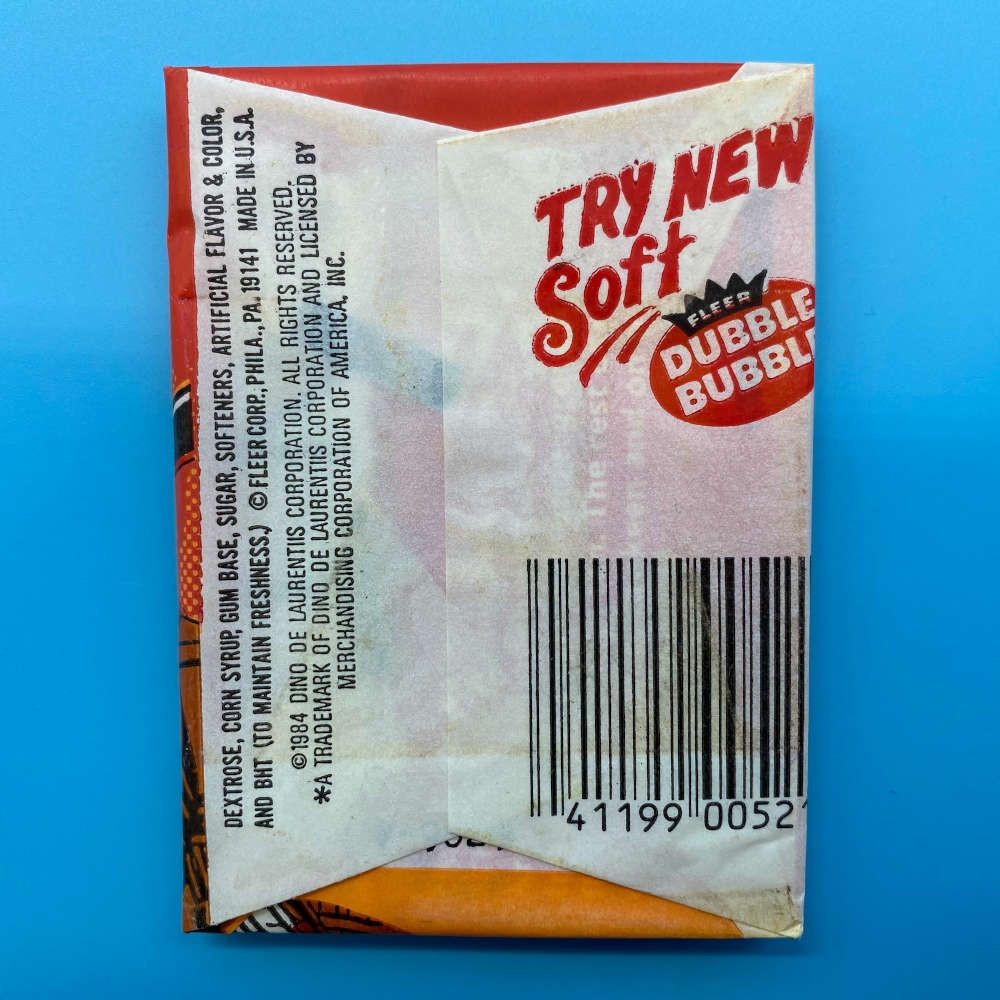 DEXTROSE, CORN SYRUP, GUM BASE, SUGAR, SOFTENERS, ARTIFICIAL FLAVOR & COLOR,
AND BHT (TO MAINTAIN FRESHNESS.) © FLEER CORP., PHILA., PA. 19141 MADE IN U.S.A.
©1984 DINO DE LAURENTIIS CORPORATION. ALL RIGHTS RESERVED.
*A TRADEMARK OF DINO DE LAURENTIIS CORPORATION AND LICENSED BY
MERCHANDISING CORPORATION OF AMERICA, INC.
TRY NEW
Soft
FLEER
DUBBLE
BUBBLE
41199 0052